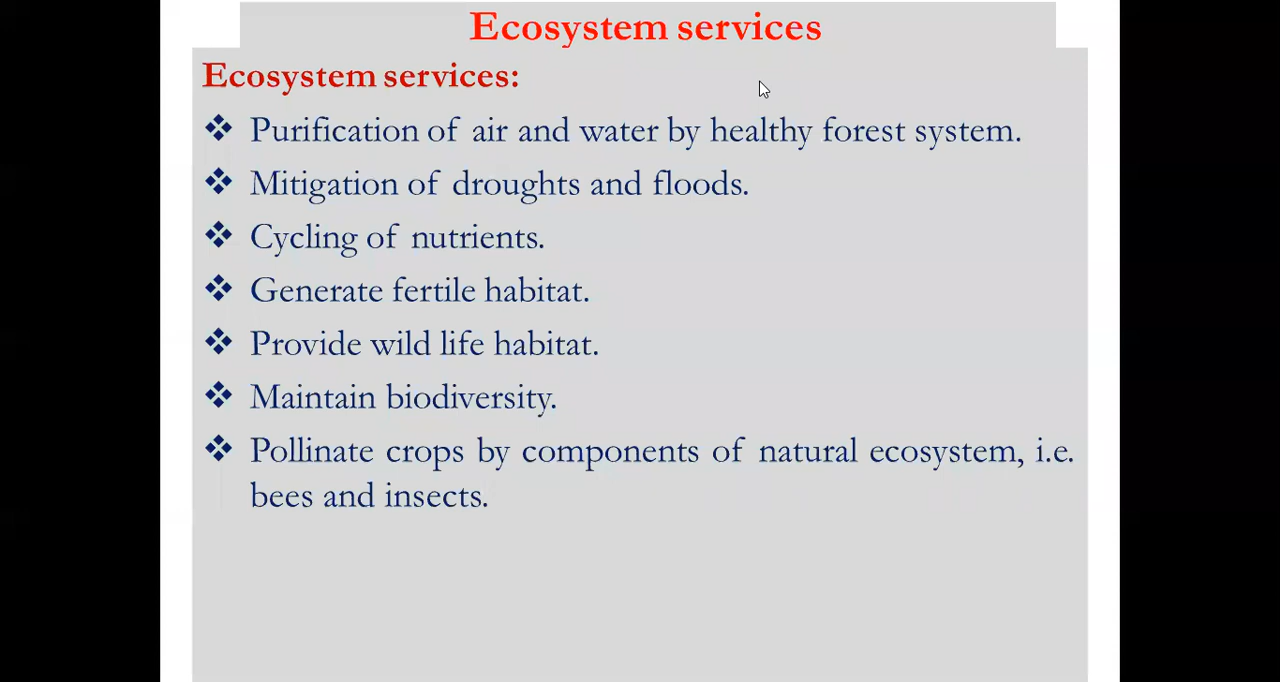 Ecosystem services
Ecosystem services:
❖ Purification of air and water by healthy forest system.
❖ Mitigation of droughts and floods.
❖ Cycling of nutrients.
❖ Generate fertile habitat.
❖ Provide wild life habitat.
❖ Maintain biodiversity.
❖ Pollinate crops by components of natural ecosystem, i.e.
bees and insects.